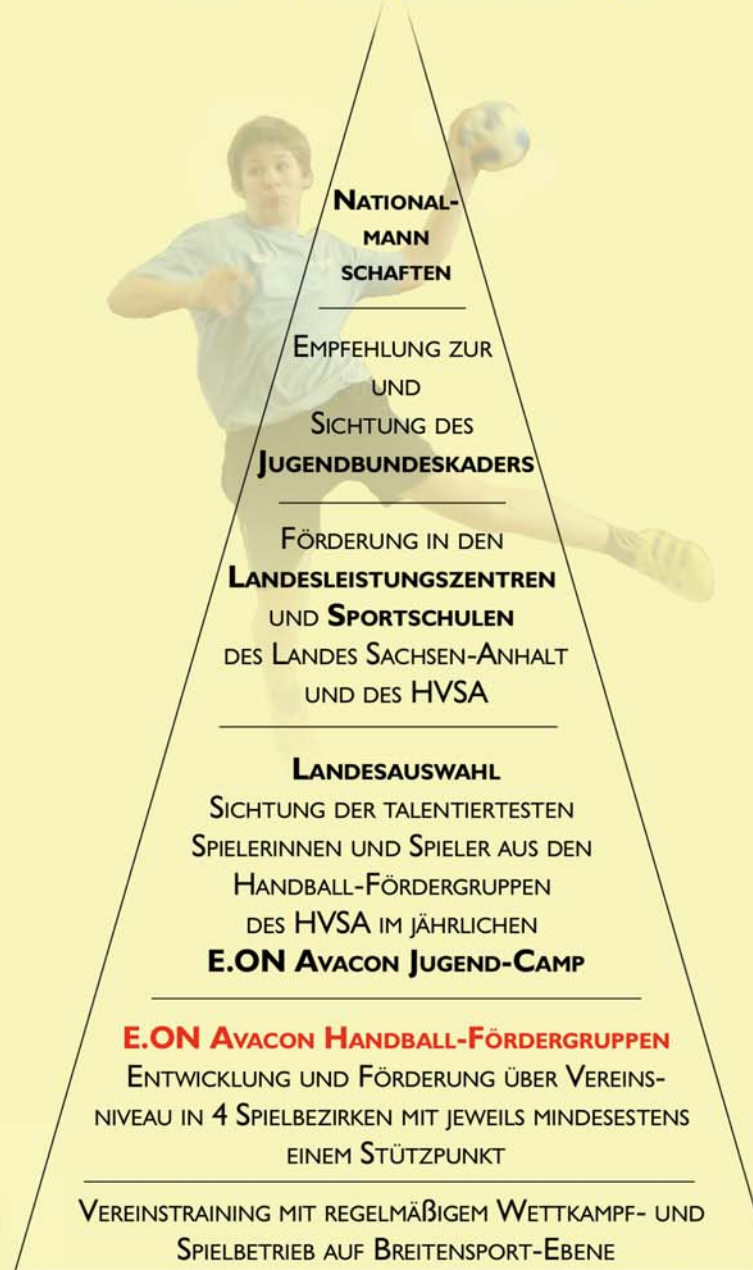 NATIONAL-
MANN
SCHAFTEN
EMPFEHLUNG ZUR
UND
SICHTUNG DES
JUGENDBUNDESKADERS
FÖRDERUNG IN DEN
LANDESLEISTUNGSZENTREN
UND SPORTSCHULEN
DES LANDES SACHSEN-ANHALT
UND DES HVSA
LANDESAUSWAHL
SICHTUNG DER TALENTIERTESTEN
SPIELERINNEN UND SPIELER AUS DEN
HANDBALL-FÖRDERGRUPPEN
DES HVSA IM JÄHRLICHEN
E.ON AVACON JUGEND-CAMP
E.ON AVACON HANDBALL-FÖRDERGRUPPEN
ENTWICKLUNG UND FÖRDERUNG ÜBER VEREINS-
NIVEAU IN 4 SPIELBEZIRKEN MIT JEWEILS MINDESESTENS
EINEM STÜTZPUNKT
VEREINSTRAINING MIT REGELMÄßIGEM WETTKAMPF- UND
SPIELBETRIEB AUF BREITENSPORT-EBENE